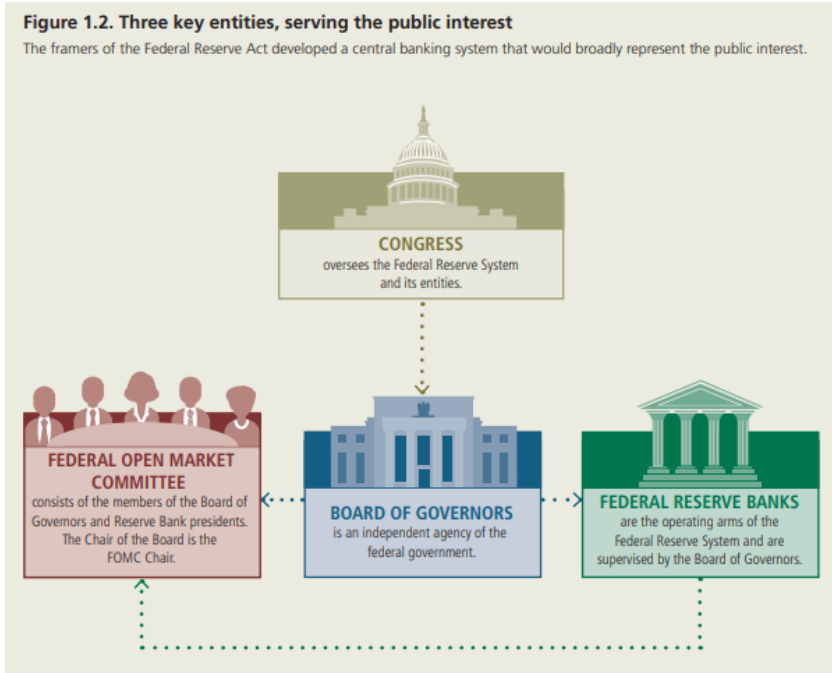 Figure 1.2. Three key entities, serving the public interest
The framers of the Federal Reserve Act developed a central banking system that would broadly represent the public interest.
CONGRESS
oversees the Federal Reserve System
and its entities.
FEDERAL OPEN MARKET
COMMITTEE
consists of the members of the Board of
Governors and Reserve Bank presidents.
The Chair of the Board is the
FOMC Chair.
BOARD OF GOVERNORS
is an independent agency of the
federal government.
FEDERAL RESERVE BANKS
are the operating arms of the
Federal Reserve System and are
supervised by the Board of Governors.